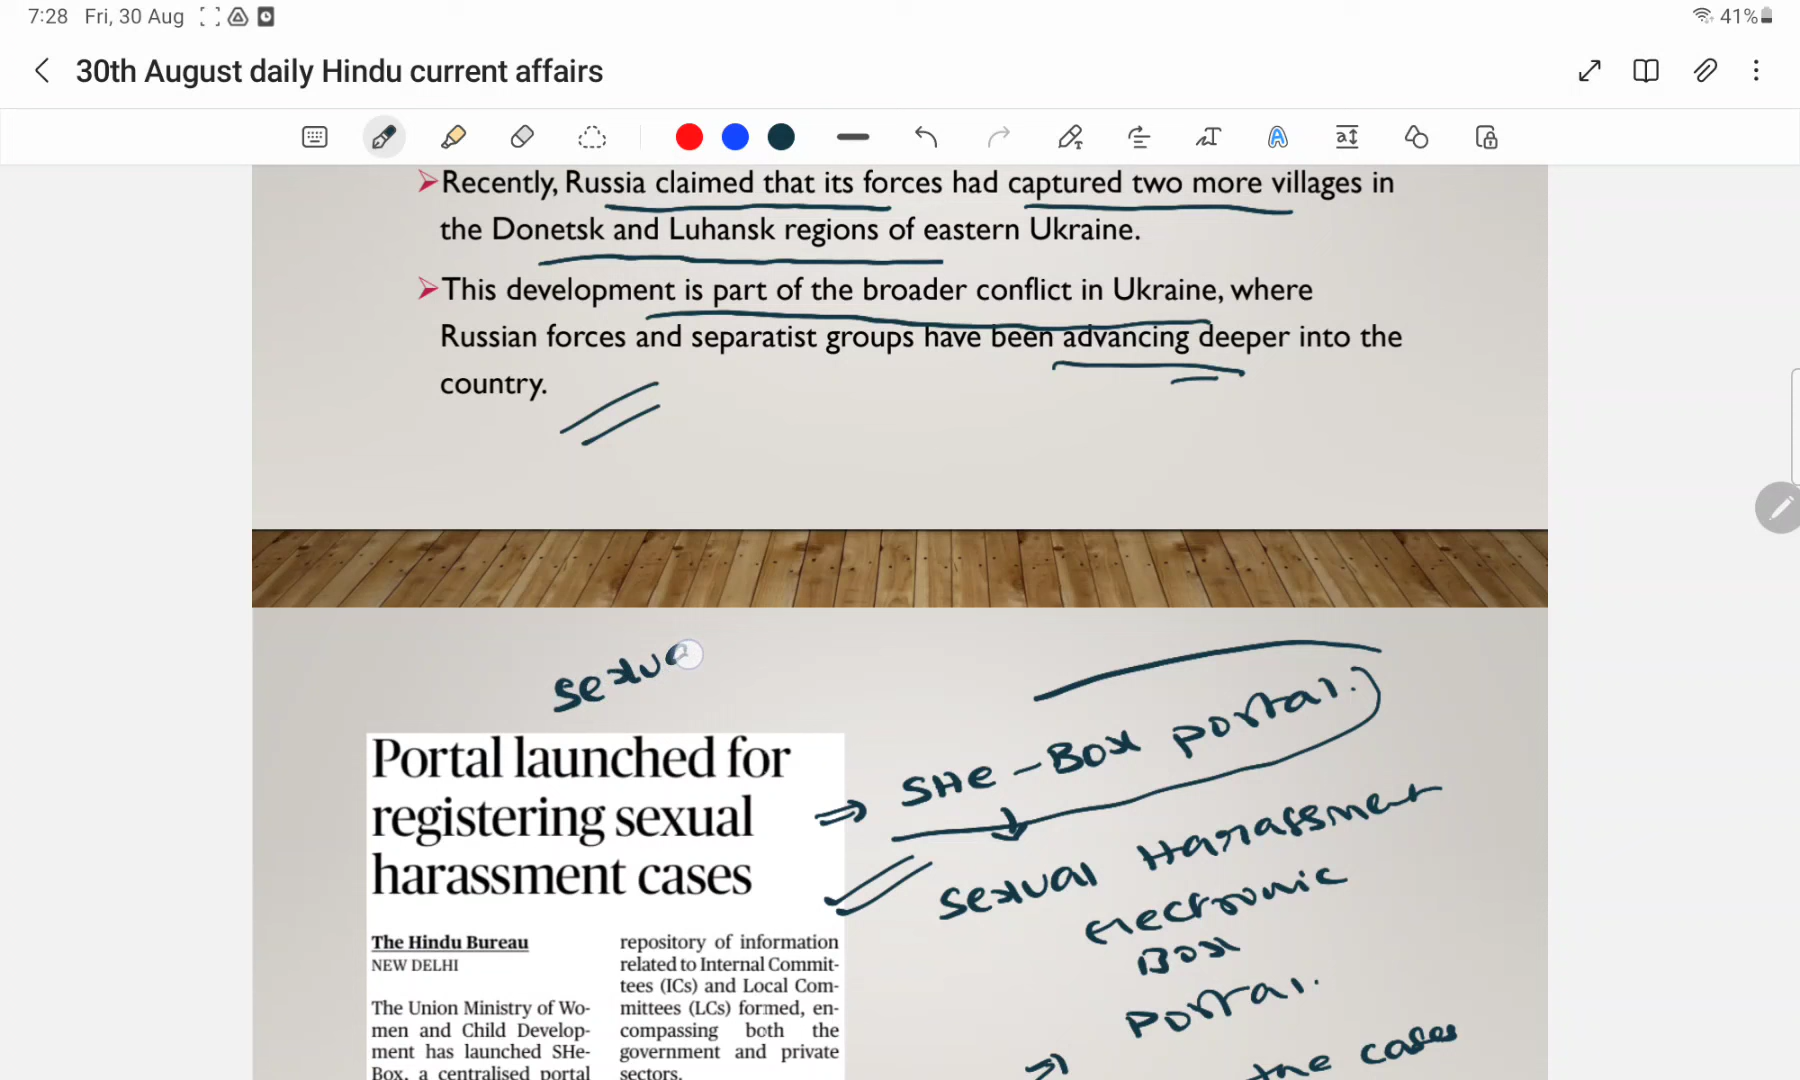 7:28 Fri, 30 Aug
41%
30th August daily Hindu current affairs
Recently, Russia claimed that its forces had captured two more villages in
the Donetsk and Luhansk regions of eastern Ukraine.
This development is part of the broader conflict in Ukraine, where
Russian forces and separatist groups have been advancing deeper into the
country.
Sexua
Portal launched for
registering sexual
harassment cases
The Hindu Bureau
NEW DELHI
The Union Ministry of Wo-
men and Child Develop-
ment has launched SHe-
Box, a centralised portal
repository of information
related to Internal Commit-
tees (ICs) and Local Com-
mittees (LCs) formed, en-
compassing both the
government and private
sectors.
SHe-Box portal.
Sexual Harassment
Electronic
Box
Portal.
the cases